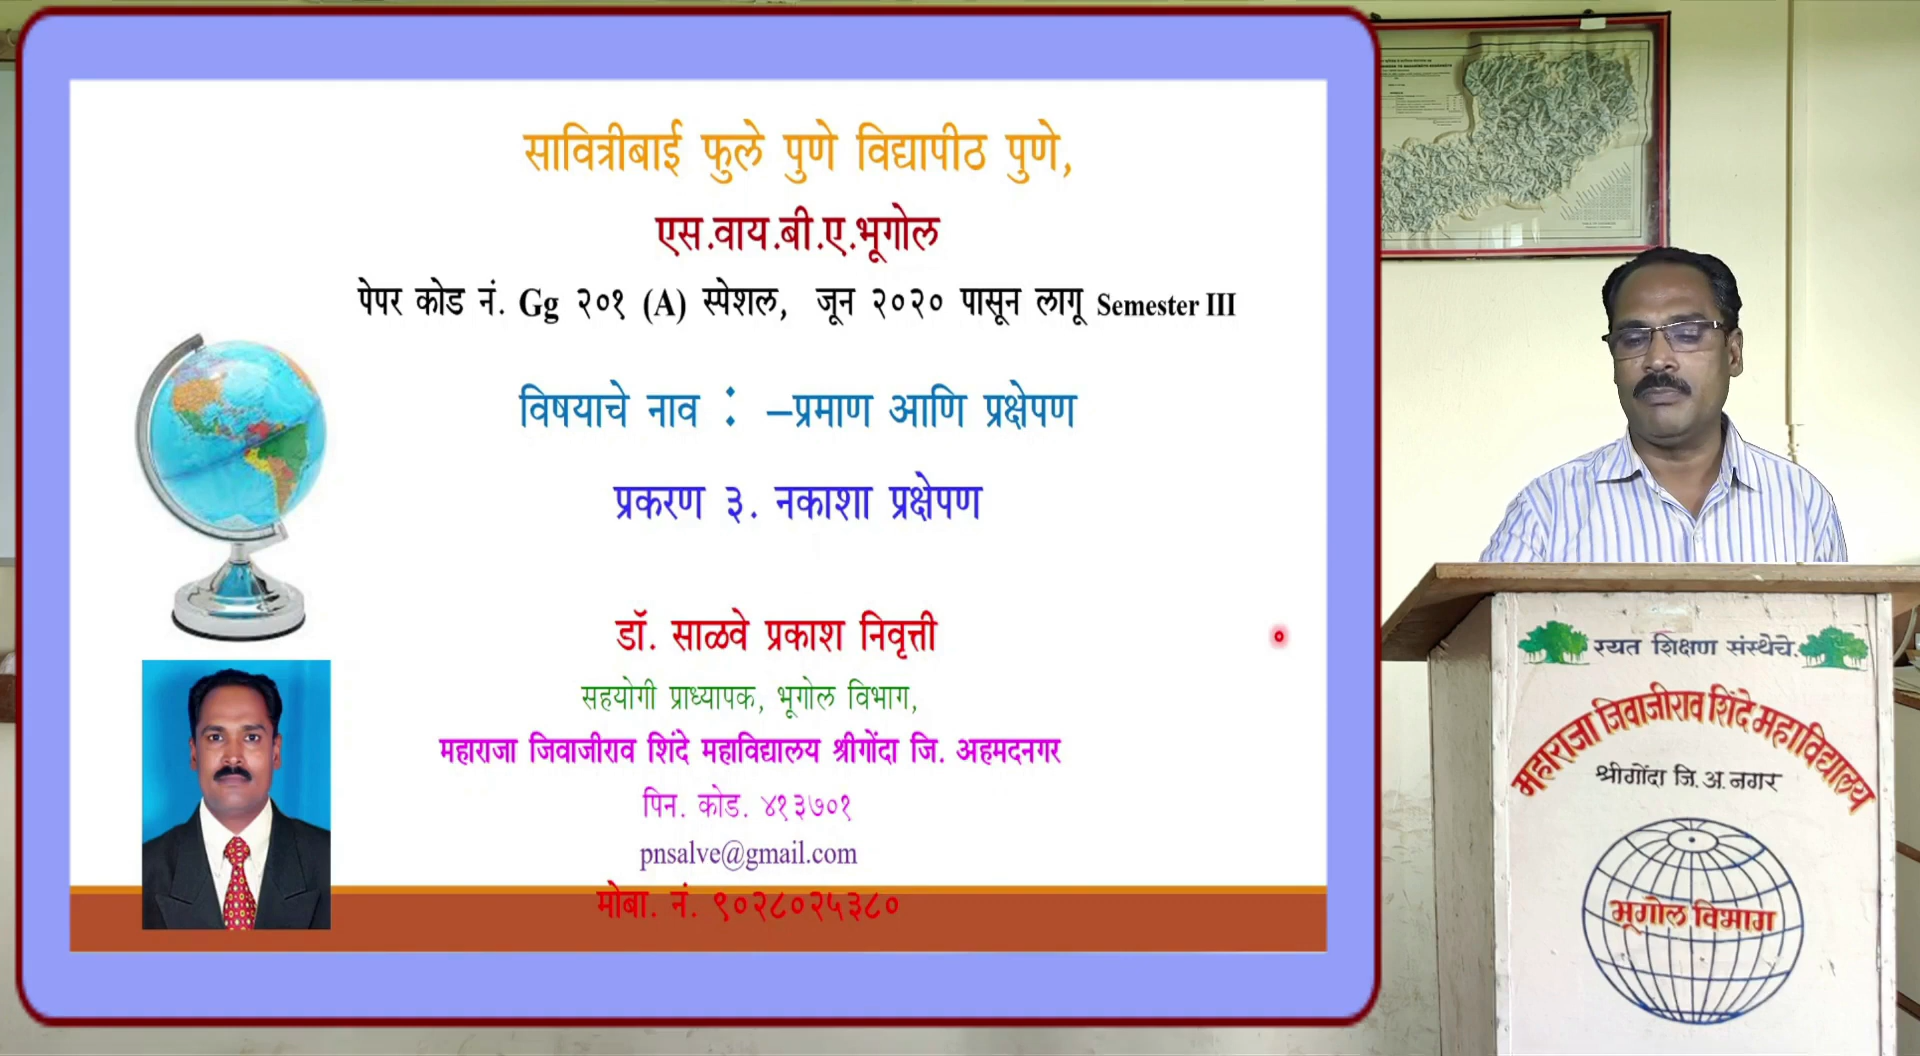 सावित्रीबाई फुले पुणे विद्यापीठ पुणे,
एस.वाय.बी.ए.भूगोल
पेपर कोड नं. Gg २०१ (A) स्पेशल, जून २०२० पासून लागू Semester III
विषयाचे नाव : –प्रमाण आणि प्रक्षेपण
प्रकरण ३. नकाशा प्रक्षेपण
डॉ. साळवे प्रकाश निवृत्ती
सहयोगी प्राध्यापक, भूगोल विभाग,
महाराजा जिवाजीराव शिंदे महाविद्यालय श्रीगोंदा जि. अहमदनगर
पिन. कोड. ४१३७०१
pnsalve@gmail.com
मोबा. नं. ९०२८०२५३८०
रयत शिक्षण संस्थेचे.
महाराजा जिवाजीराव शिंदे महाविद्यालय
श्रीगोंदा जि. अ. नगर
भूगोल विभाग